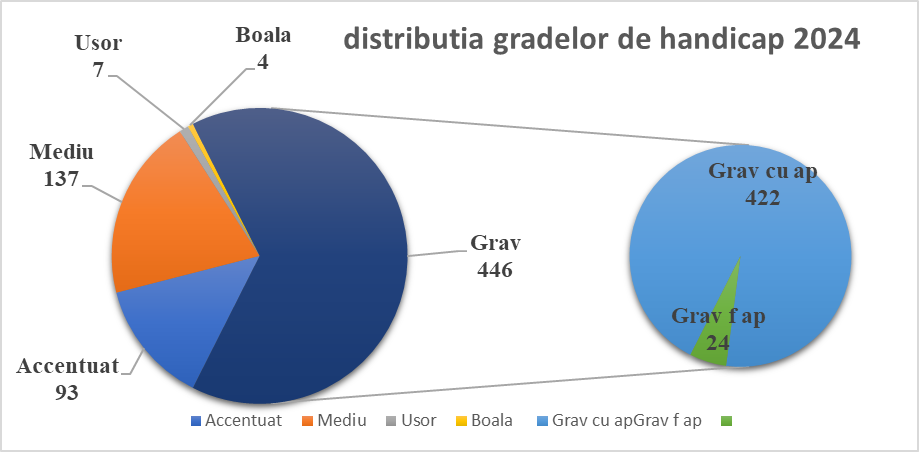 distributia gradelor de handicap 2024
Usor
7
Boala
4
Mediu
137
Grav
446
Accentuat
93
Grav cu ap
422
Grav f ap
24
Accentuat Mediu Usor Boala Grav cu apGrav f ap